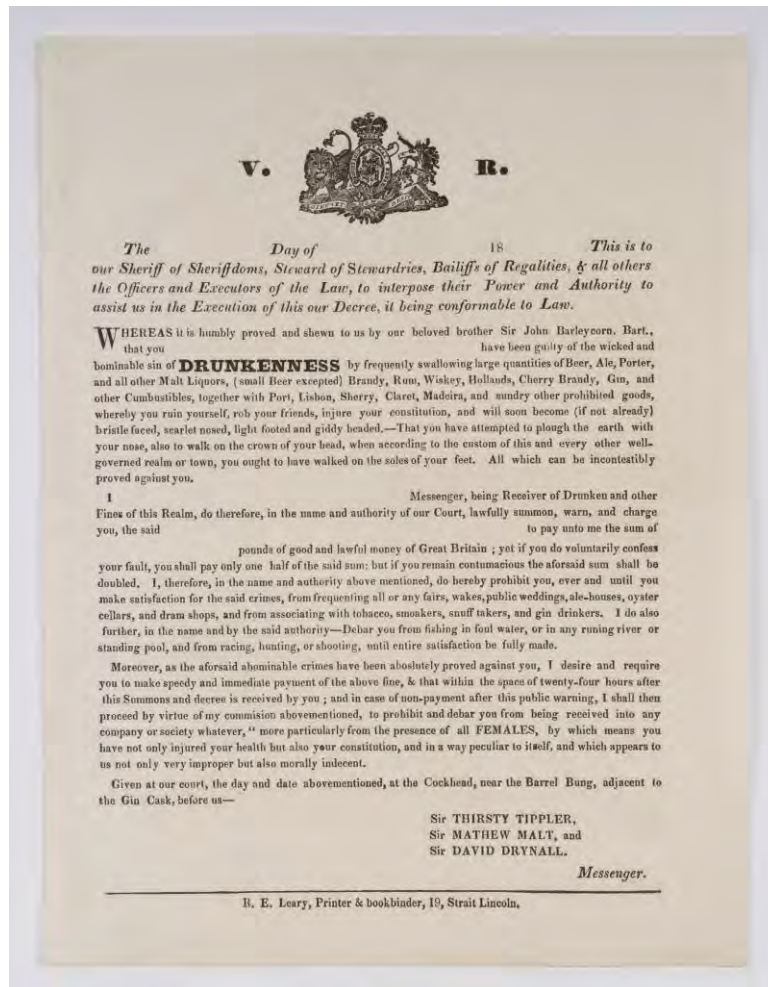 V. R.
The Day of 18 This is to
our Sheriff of Sheriffdoms, Steward of Stewardries, Bailiffs of Regalities, & all others
the Officers and Executors of the Law, to interpose their Power and Authority to
assist us in the Execution of this our Decree, it being conformable to Law.
WHEREAS it is humbly proved and shewn to us by our beloved brother Sir John Barleycorn. Bart.,
that you have been guilty of the wicked and
bominable sin of DRUNKENNESS by frequently swallowing large quantities of Beer, Ale, Porter,
and all other Malt Liquors, (small Beer excepted) Brandy, Rum, Wiskey, Hollands, Cherry Brandy, Gin, and
other Cumbustibles, together with Port, Lisbon, Sherry, Claret, Madeira, and sundry other prohibited goods,
whereby you ruin yourself, rob your friends, injure your constitution, and will soon become (if not already)
bristle faced, scarlet nosed, light footed and giddy headed.—That you have attempted to plough the earth with
your nose, also to walk on the crown of your head, when according to the custom of this and every other well-
governed realm or town, you ought to have walked on the soles of your feet. All which can be incontestibly
proved against you.
I Messenger, being Receiver of Drunken and other
Fines of this Realm, do therefore, in the name and authority of our Court, lawfully summon, warn, and charge
you, the said to pay unto me the sum of
pounds of good and lawful money of Great Britain ; yet if you do voluntarily confess
your fault, you shall pay only one half of the said sum: but if you remain contumacious the aforsaid sum shall be
doubled. I, therefore, in the name and authority above mentioned, do hereby prohibit you, ever and until you
make satisfaction for the said crimes, from frequenting all or any fairs, wakes, public weddings, ale-houses, oyster
cellars, and dram shops, and from associating with tobacco, smoakers, snuff takers, and gin drinkers. I do also
further, in the name and by the said authority—Debar you from fishing in foul water, or in any runing river or
standing pool, and from racing, hunting, or shooting, until entire satisfaction be fully made.
Moreover, as the aforsaid abominable crimes have been aboslutely proved against you, I desire and require
you to make speedy and immediate payment of the above fine, & that within the space of twenty-four hours after
this Summons and decree is received by you ; and in case of non-payment after this public warning, I shall then
proceed by virtue of my commision abovementioned, to prohibit and debar you from being received into any
company or society whatever, " more particularly from the presence of all FEMALES, by which means you
have not only injured your health but also your constitution, and in a way peculiar to itself, and which appears to
us not only very improper but also morally indecent.
Given at our court, the day and date abovementioned, at the Cockhead, near the Barrel Bung, adjacent to
the Gin Cask, before us—
Sir THIRSTY TIPPLER,
Sir MATHEW MALT, and
Sir DAVID DRYNALL.
Messenger.
R. E. Leary, Printer & bookbinder, 19, Strait Lincoln.